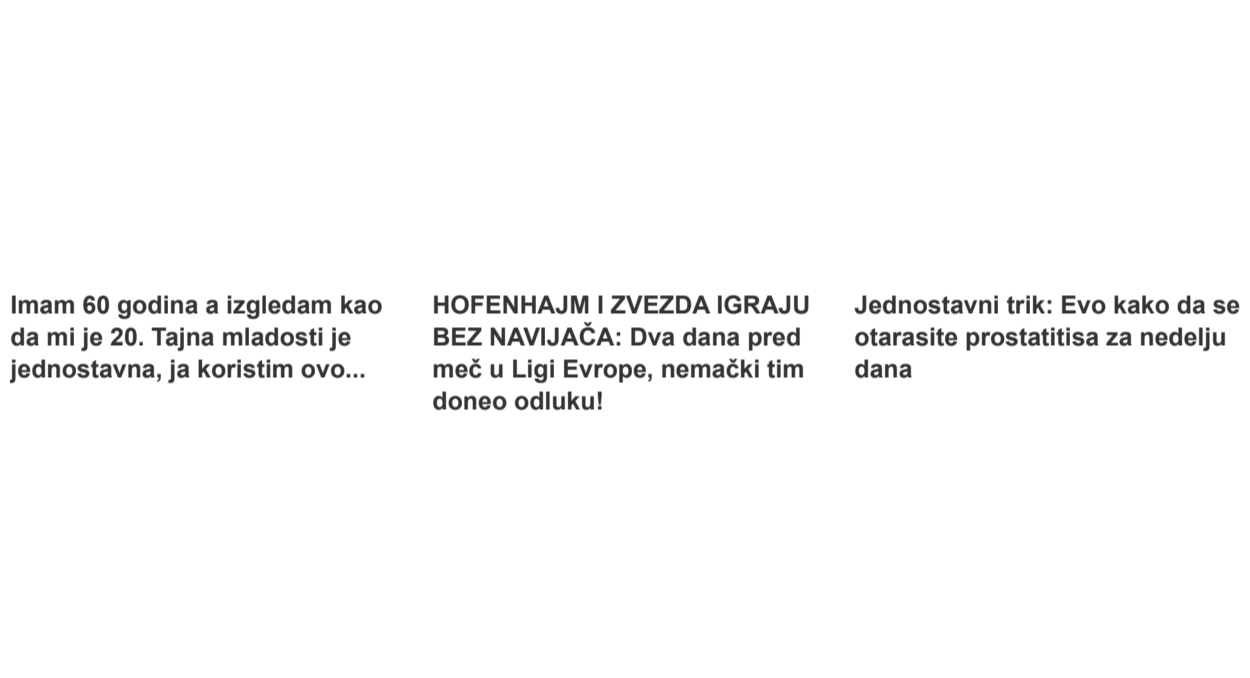 Imam 60 godina a izgledam kao
da mi je 20. Tajna mladosti je
jednostavna, ja koristim ovo...
HOFENHAJM I ZVEZDA IGRAJU
BEZ NAVIJAČA: Dva dana pred
meč u Ligi Evrope, nemački tim
doneo odluku!
Jednostavni trik: Evo kako da se
otarasite prostatitisa za nedelju
dana